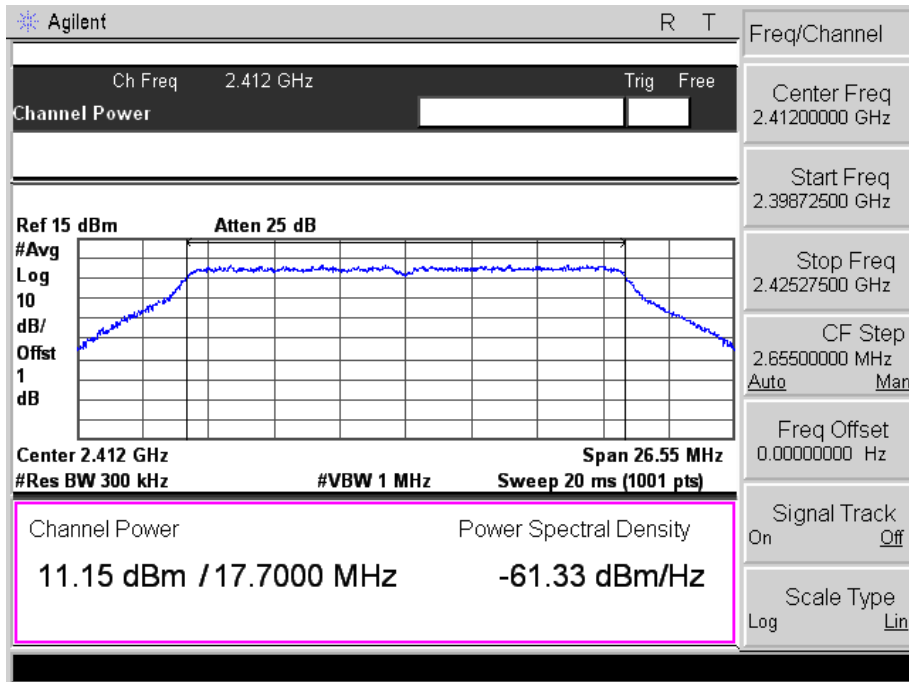 Agilent R T
Ch Freq 2.412 GHz Trig Free
Channel Power
Ref 15 dBm Atten 25 dB
#Avg
Log
10
dB/
Offst
1
dB
Center 2.412 GHz Span 26.55 MHz
#Res BW 300 kHz #VBW 1 MHz Sweep 20 ms (1001 pts)
Channel Power Power Spectral Density
11.15 dBm / 17.7000 MHz -61.33 dBm/Hz
Freq/Channel
Center Freq
2.41200000 GHz
Start Freq
2.39872500 GHz
Stop Freq
2.42527500 GHz
CF Step
2.65500000 MHz
Auto Man
Freq Offset
0.00000000 Hz
Signal Track
On Off
Scale Type
Log Lin